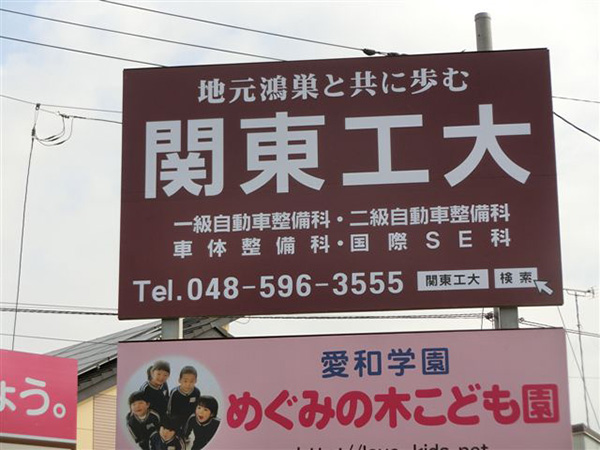 地元鴻巣と共に歩む
関東工大
一級自動車整備科・二級自動車整備科
車体整備科・国際SE科
Tel.048-596-3555 関東工大 検索
愛和学園
めぐみの木こども園
ょう。